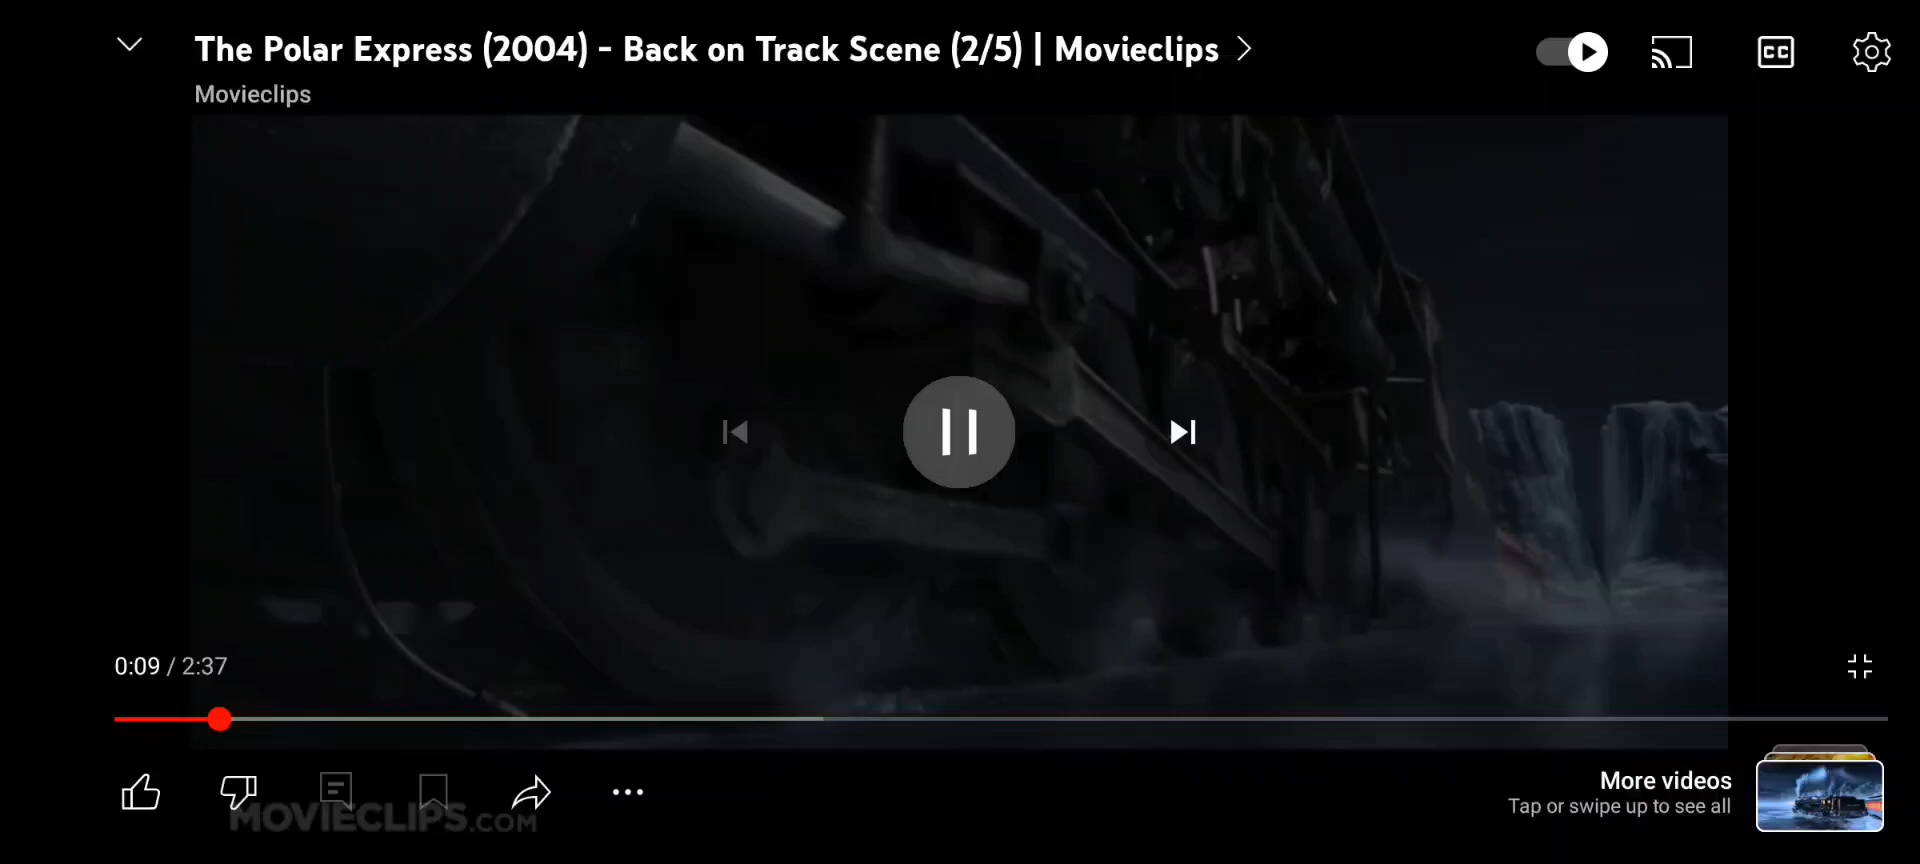 The Polar Express (2004) - Back on Track Scene (2/5) | Movieclips
Movieclips
CC
0:09 / 2:37
More videos
Tap or swipe up to see all
MOVIECLIPS.COM